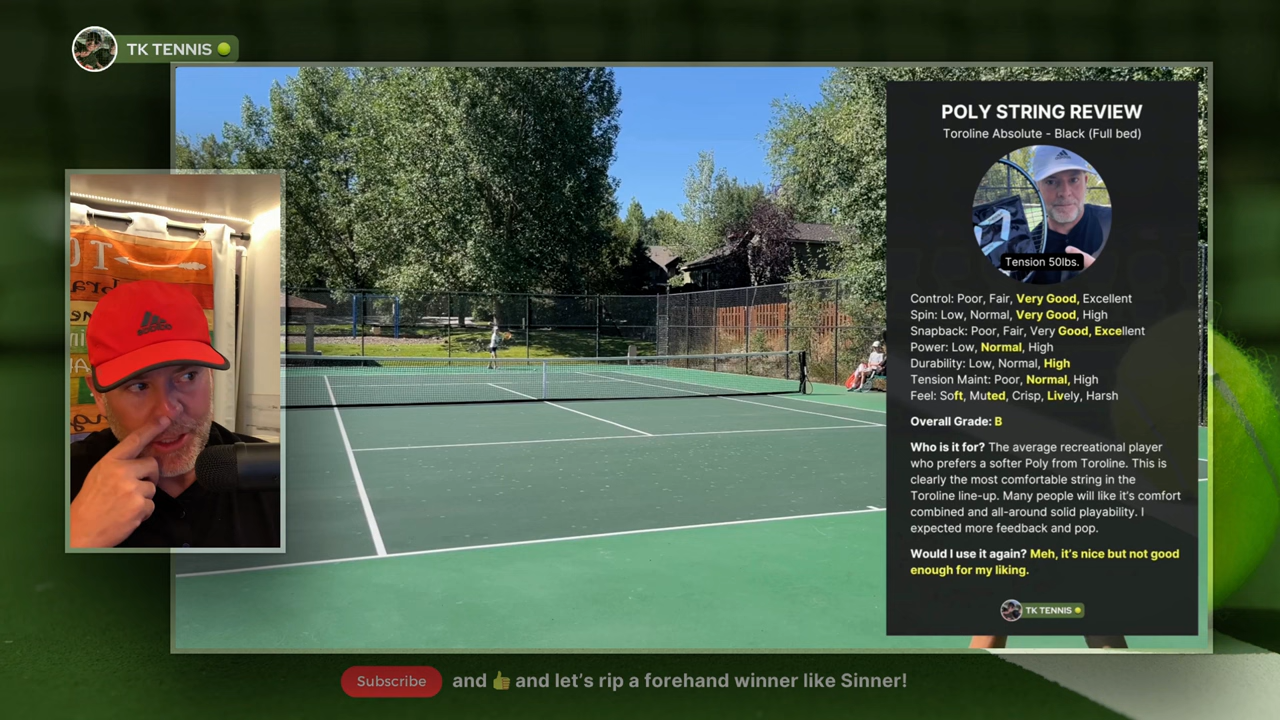 TK TENNIS
POLY STRING REVIEW
Toroline Absolute - Black (Full bed)
Tension 50lbs.
Control: Poor, Fair, Very Good, Excellent
Spin: Low, Normal, Very Good, High
Snapback: Poor, Fair, Very Good, Excellent
Power: Low, Normal, High
Durability: Low, Normal, High
Tension Maint: Poor, Normal, High
Feel: Soft, Muted, Crisp, Lively, Harsh
Overall Grade: B
Who is it for? The average recreational player
who prefers a softer Poly from Toroline. This is
clearly the most comfortable string in the
Toroline line-up. Many people will like it's comfort
combined and all-around solid playability. I
expected more feedback and pop.
Would I use it again? Meh, it's nice but not good
enough for my liking.
TK TENNIS
Subscribe and 👍 and let's rip a forehand winner like Sinner!